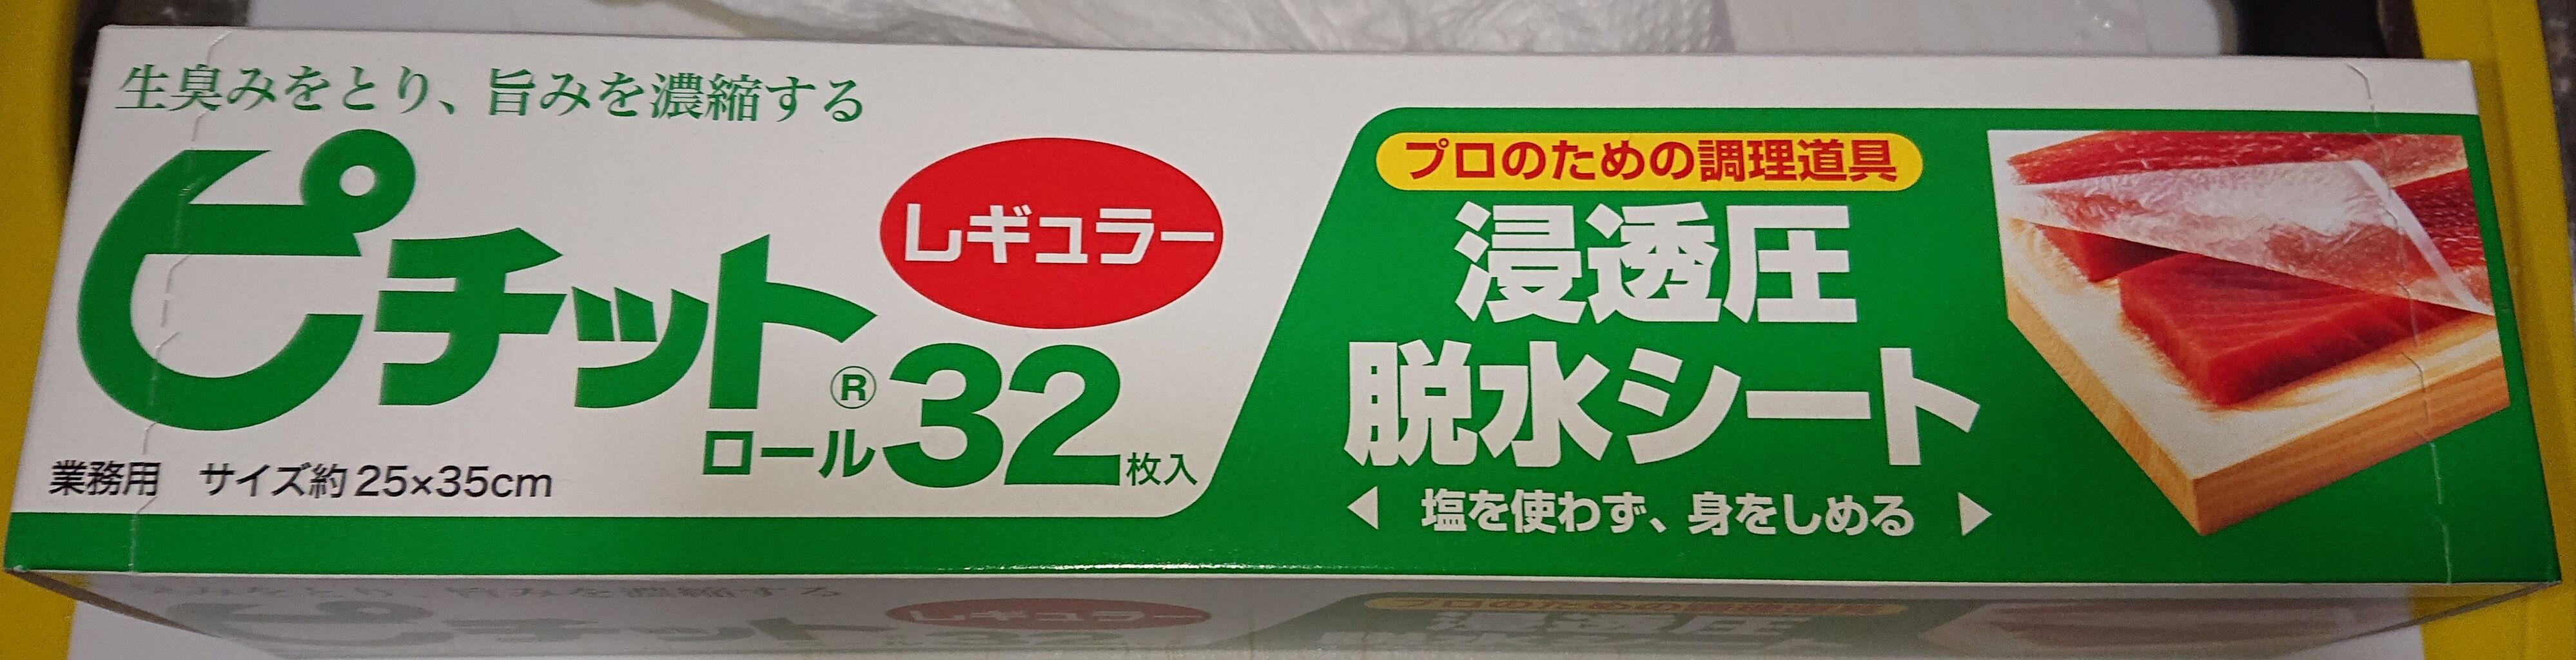 生臭みをとり、旨みを濃縮する
ピチット®
レギュラー
ロール32枚入
業務用 サイズ約25×35cm
プロのための調理道具
浸透圧
脱水シート
◀ 塩を使わず、身をしめる ▶